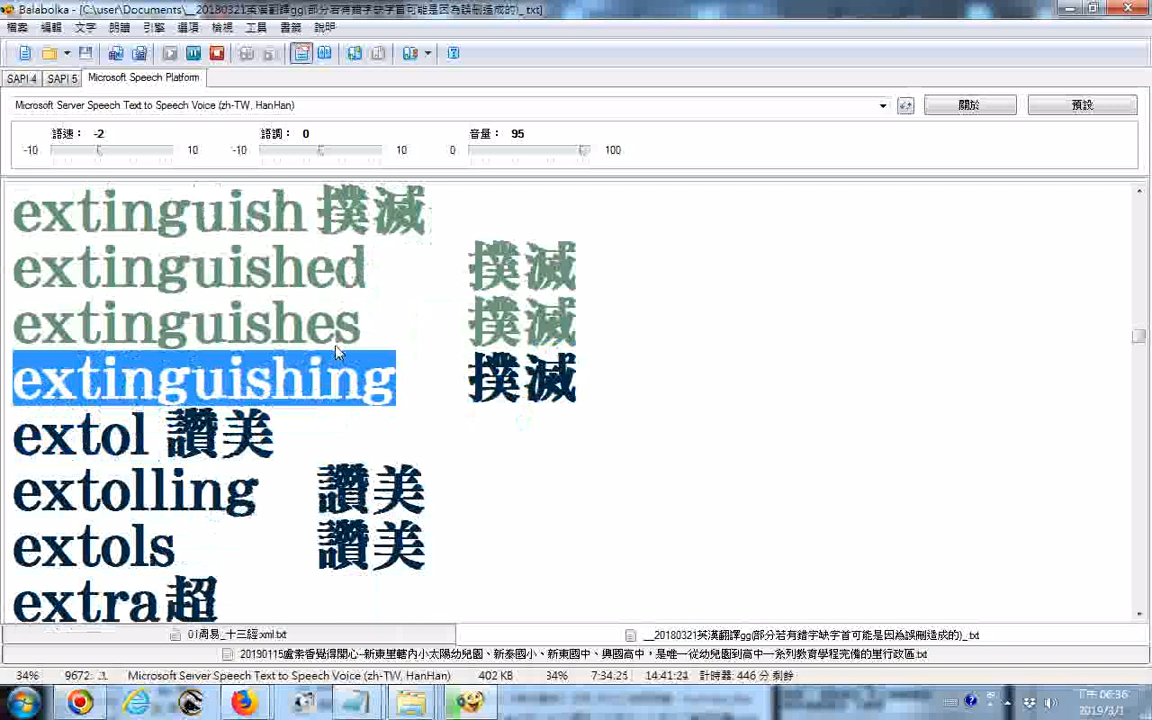 Balabolka - [C:\user\Documents\__20180321英漢翻譯gg(部分若有錯字缺字首可能是因為誤刪造成的)_.txt]
檔案 編輯 文字 朗讀 引擎 選項 檢視 工具 書籤 說明
SAPI 4 SAPI 5 Microsoft Speech Platform
Microsoft Server Speech Text to Speech Voice (zh-TW, HanHan) 關於 預設
語速: -2 語調: 0 音量: 95
-10 10 -10 10 0 100
extinguish 撲滅
extinguished 撲滅
extinguishes 撲滅
extinguishing 撲滅
extol 讚美
extolling 讚美
extols 讚美
extra超
01周易_十三經.xml.txt __20180321英漢翻譯gg(部分若有錯字缺字首可能是因為誤刪造成的)_.txt
20190115盧素香覺得開心~新東里轄內小太陽幼兒園、新泰國小、新東國中、興國高中，是唯一從幼兒園到高中一系列教育學程完備的里行政區.txt
34% Microsoft Server Speech Text to Speech Voice (zh-TW, HanHan) 402 KB 34% 7:34.25 14:41:24 計時器: 446 分 剩餘
下午 06:36
2019/3/1